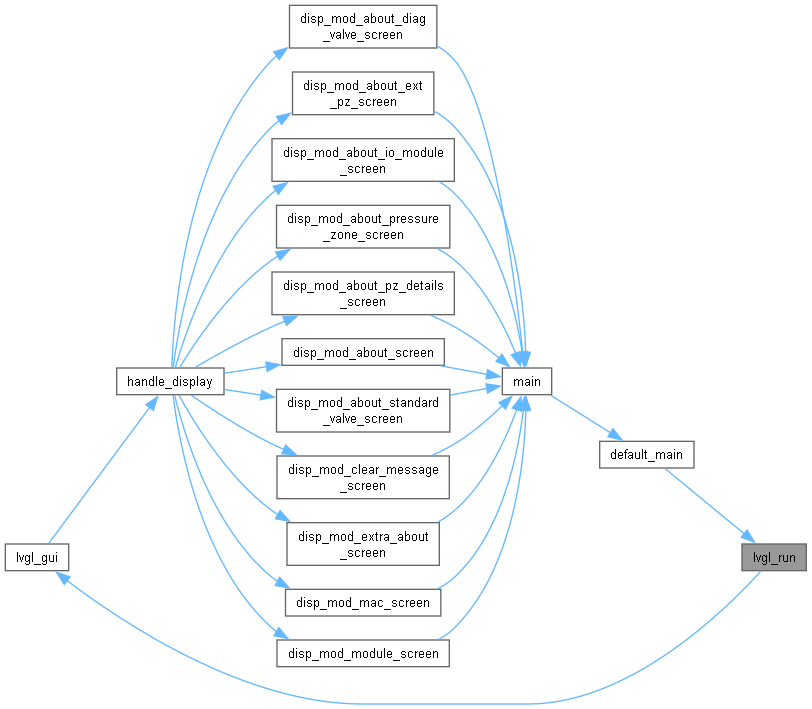 disp_mod_about_diag
_valve_screen
disp_mod_about_ext
_pz_screen
disp_mod_about_io_module
_screen
disp_mod_about_pressure
_zone_screen
disp_mod_about_pz_details
_screen
disp_mod_about_screen
handle_display
main
disp_mod_about_standard
_valve_screen
default_main
disp_mod_clear_message
_screen
disp_mod_extra_about
_screen
lvgl_gui
lvgl_run
disp_mod_mac_screen
disp_mod_module_screen